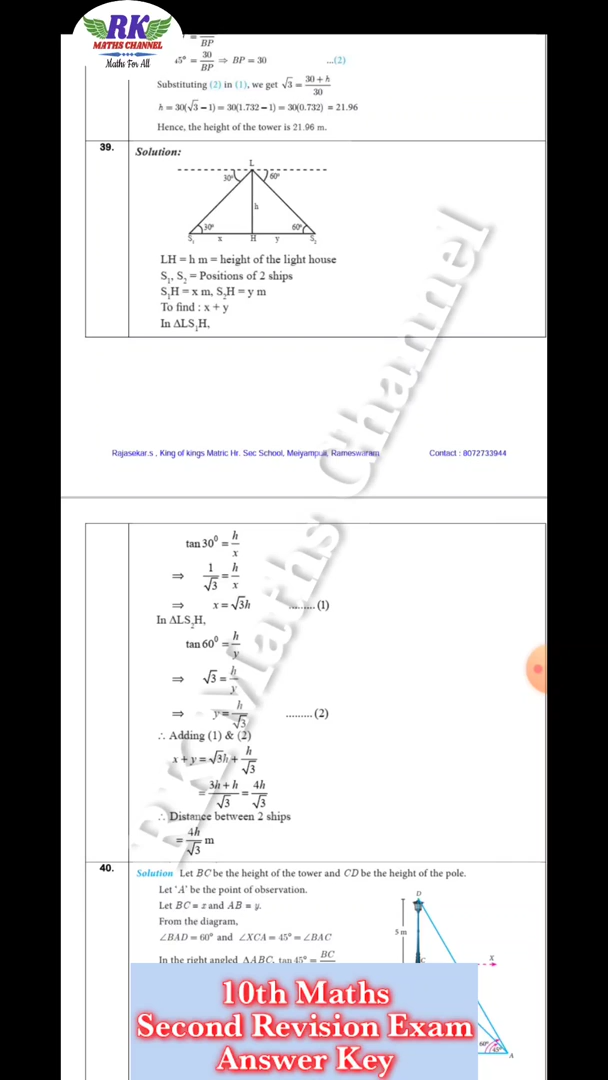 RK
MATHS CHANNEL
Maths For All
BP
45° = 30/BP ⇒ BP = 30 ...(2)
Substituting (2) in (1), we get √3 = (30 + h)/30
h = 30(√3 − 1) = 30(1.732 − 1) = 30(0.732) = 21.96
Hence, the height of the tower is 21.96 m.
39.
Solution:
L
30° 60°
h
30° 60°
S₁ x H y S₂
LH = h m = height of the light house
S₁, S₂ = Positions of 2 ships
S₁H = x m, S₂H = y m
To find : x + y
In ΔLS₁H,
Rajasekar.s , King of kings Matric Hr. Sec School, Meiyampuli, Rameswaram Contact : 8072733944
tan 30⁰ = h/x
⇒ 1/√3 = h/x
⇒ x = √3h .........(1)
In ΔLS₂H,
tan 60⁰ = h/y
⇒ √3 = h/y
⇒ y = h/√3 .........(2)
∴ Adding (1) & (2)
x + y = √3h + h/√3
= (3h + h)/√3 = 4h/√3
∴ Distance between 2 ships
= 4h/√3 m
RK Maths Channel
40.
Solution Let BC be the height of the tower and CD be the height of the pole.
Let 'A' be the point of observation.
Let BC = z and AB = y.
From the diagram,
∠BAD = 60° and ∠XCA = 45° = ∠BAC
In the right angled ΔABC, tan 45° = BC
D
5 m
C
X
60°
45°
A
10th Maths
Second Revision Exam
Answer Key